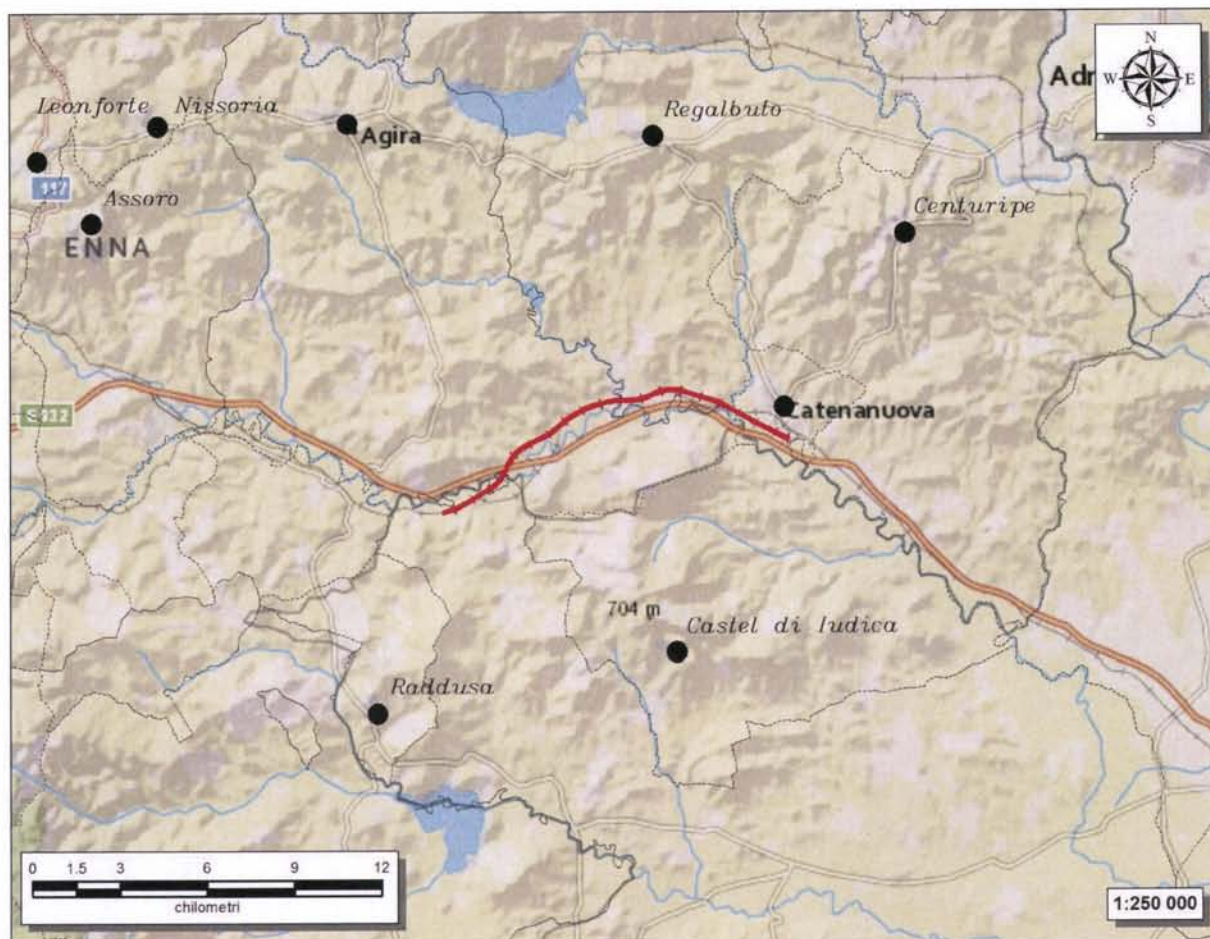 N
W E
S
Adr
Leonforte Nissoria
Agira
Regalbuto
117
Assoro
ENNA
Centuripe
Catenanuova
704 m
Castel di Iudica
Raddusa
0 1.5 3 6 9 12
chilometri
1:250 000